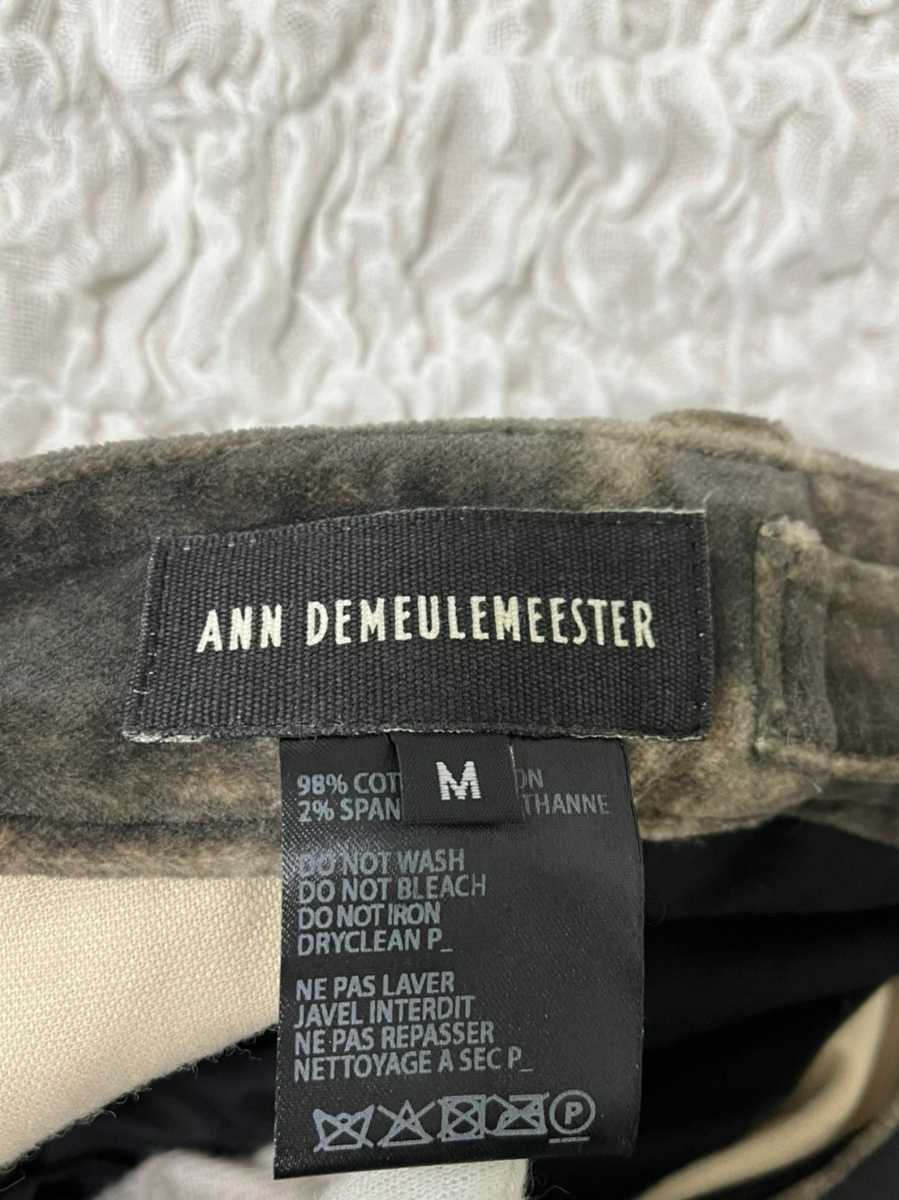 ANN DEMEULEMEESTER
M
98% COT ON
2% SPAN THANNE
DO NOT WASH
DO NOT BLEACH
DO NOT IRON
DRYCLEAN P_
NE PAS LAVER
JAVEL INTERDIT
NE PAS REPASSER
NETTOYAGE A SEC P_
P